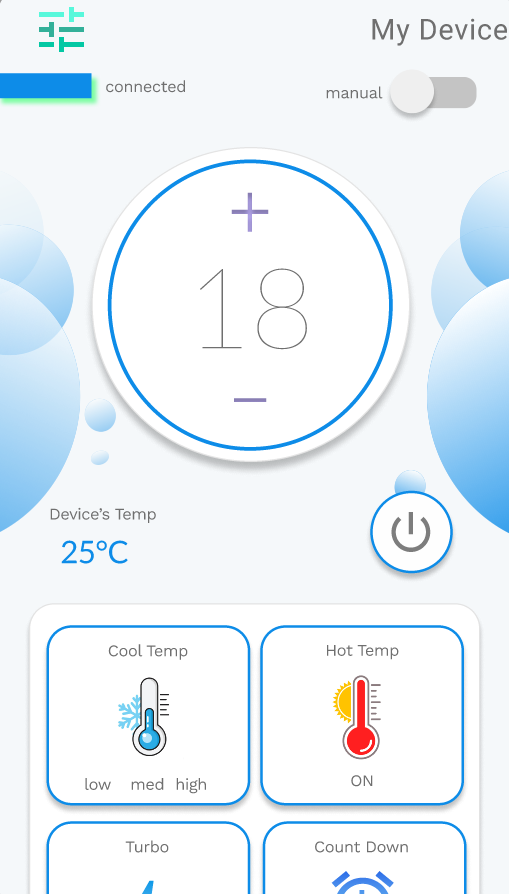 My Device
connected
manual
+
18
−
Device's Temp
25°C
Cool Temp
Hot Temp
low med high
ON
Turbo
Count Down